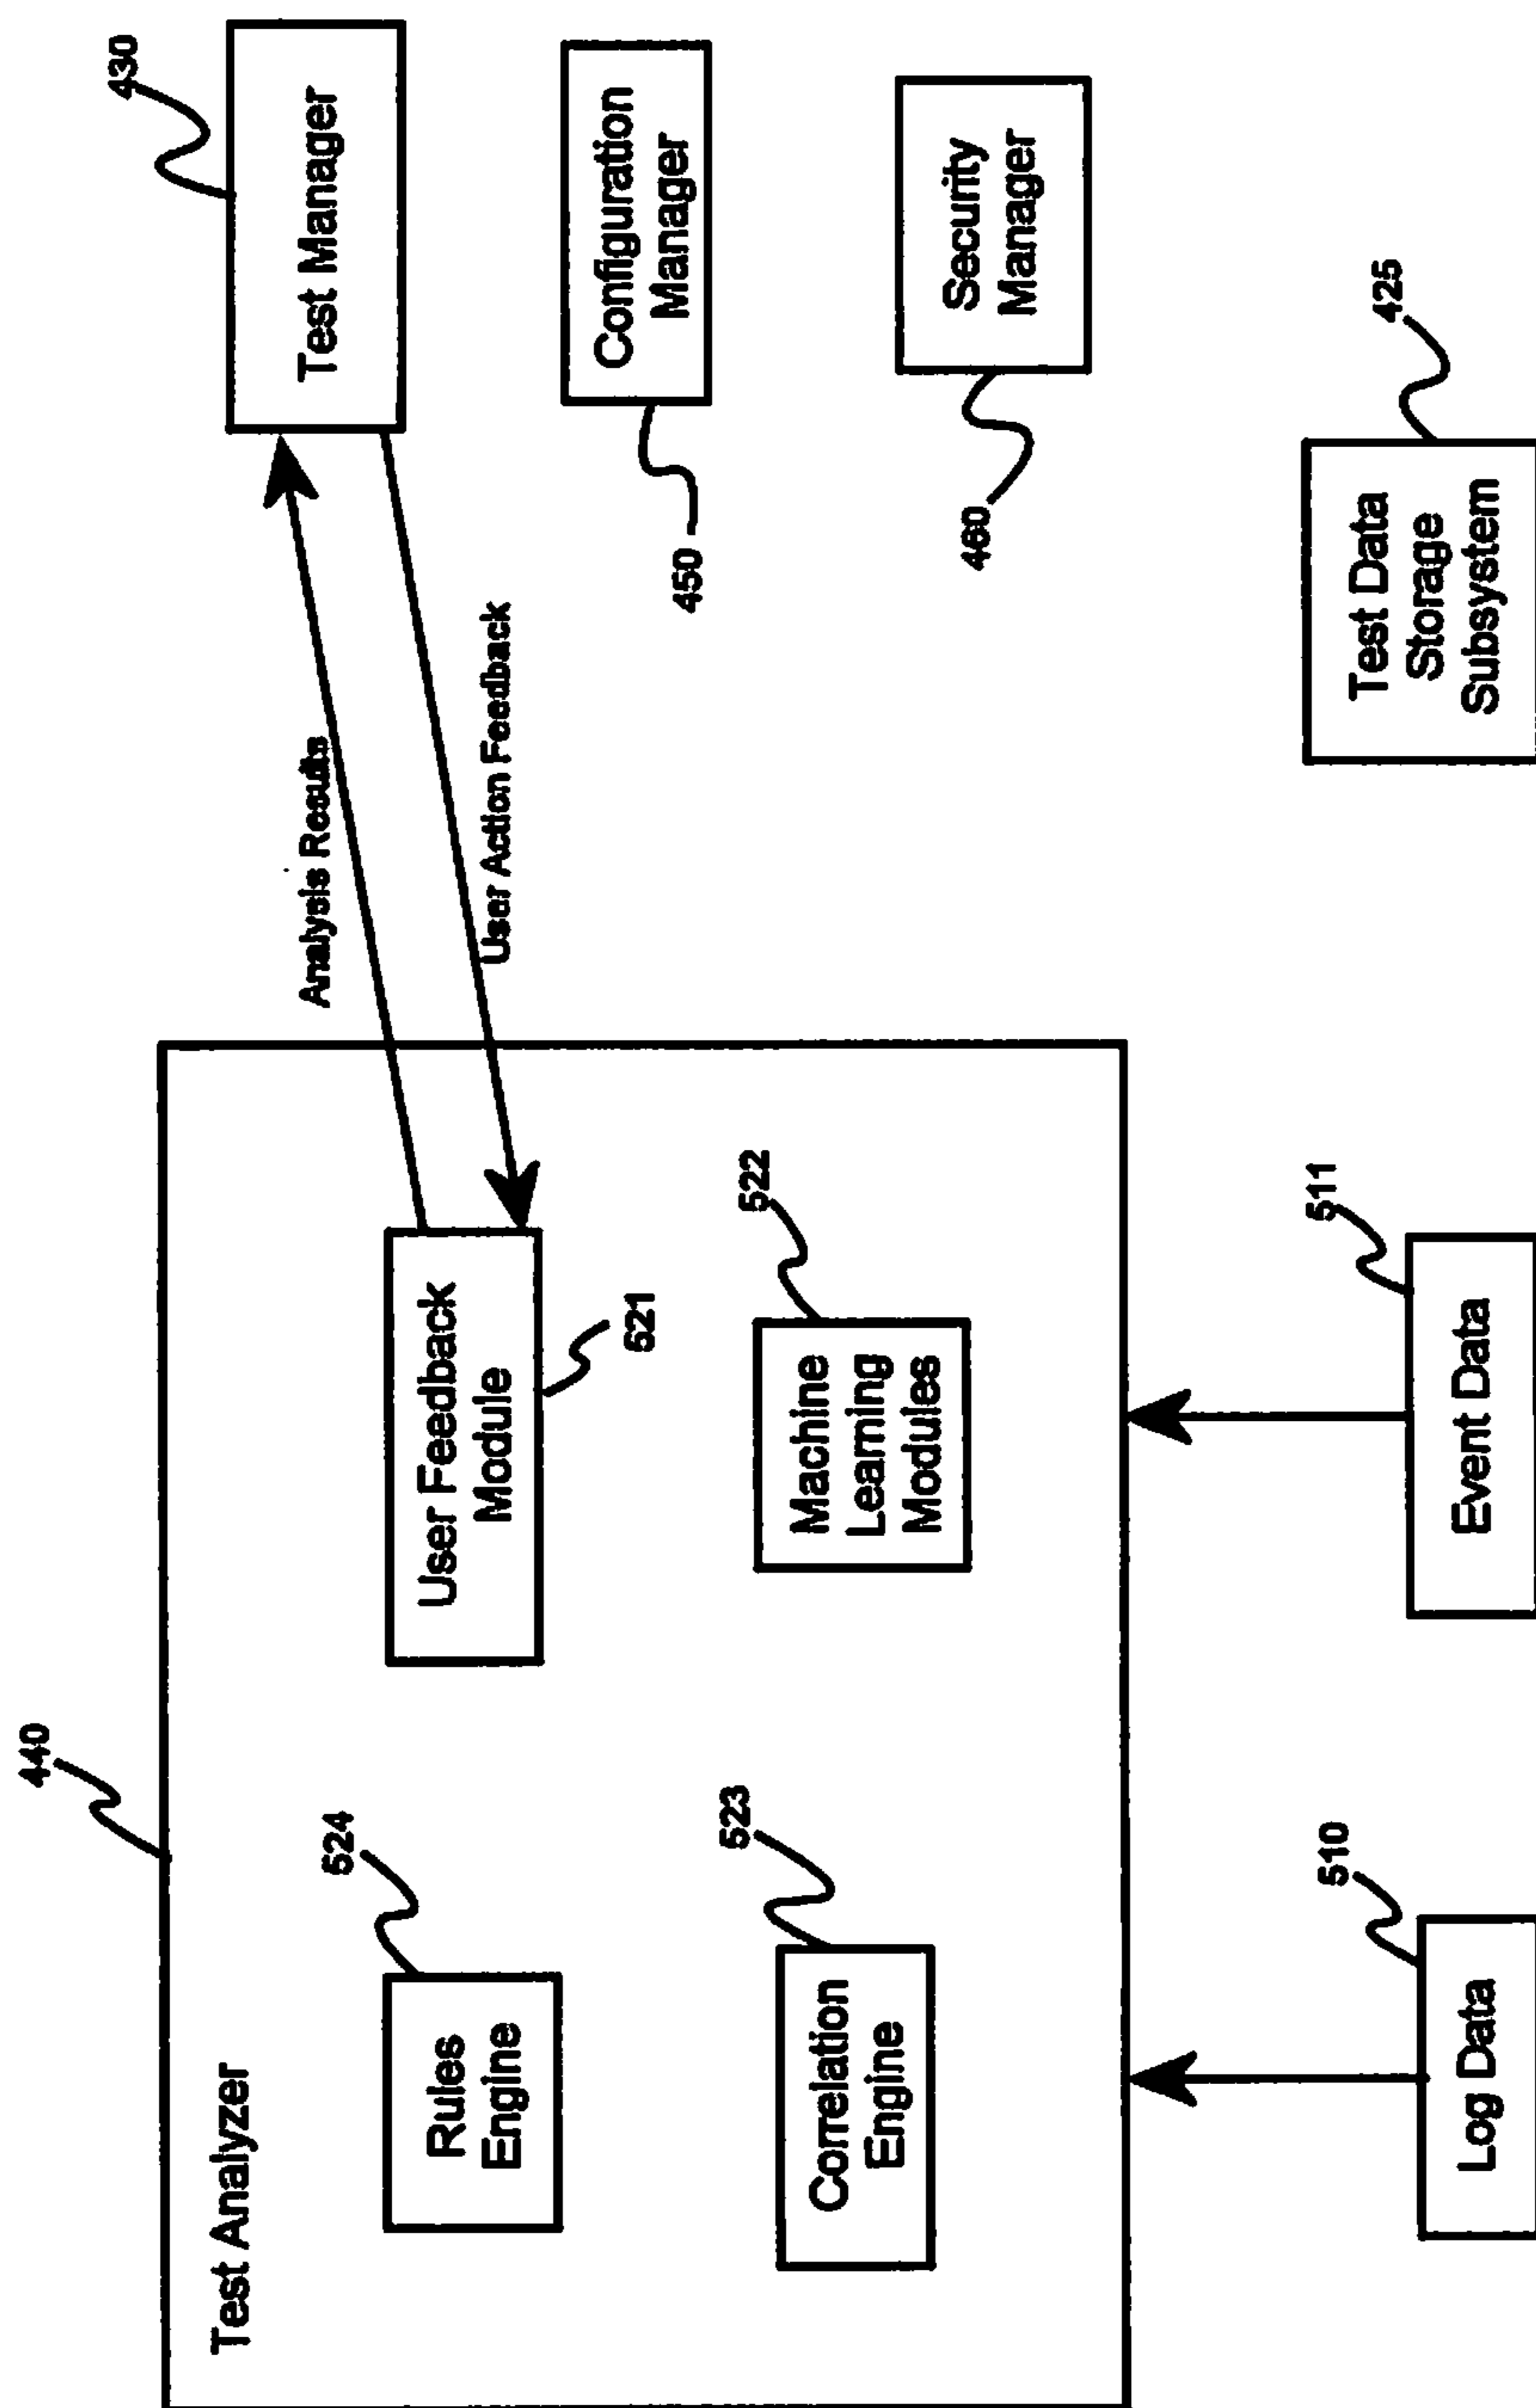 Test Analyzer
440
524
Rules
Engine
User Feedback
Module
521
523
Correlation
Engine
522
Machine
Learning
Modules
Analysis Results
User Action Feedback
430
Test Manager
450
Configuration
Manager
460
Security
Manager
510
Log Data
511
Event Data
425
Test Data
Storage
Subsystem